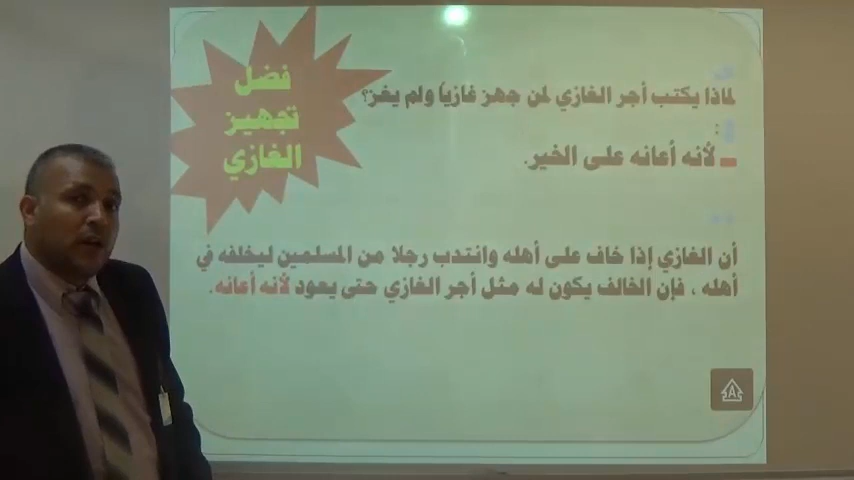 فضل
تجهيز
الغازي
لماذا يكتب أجر الغازي لمن جهز غازياً ولم يغز؟
:
لأنه أعانه على الخير.
أن الغازي إذا خاف على أهله وانتدب رجلا من المسلمين ليخلفه في
أهله ، فإن الخالف يكون له مثل أجر الغازي حتى يعود لأنه أعانه.
A